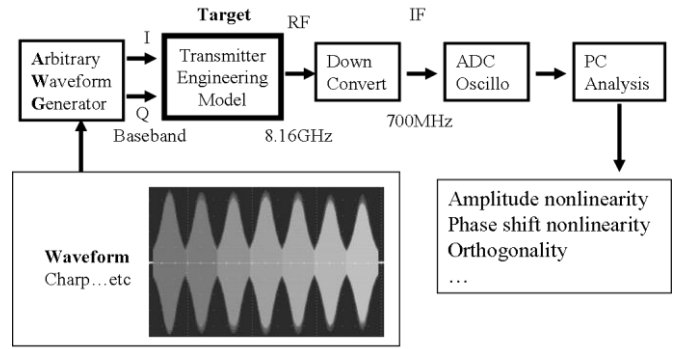 Target
RF
IF
I
Arbitrary
Waveform
Generator
Q
Baseband
Transmitter
Engineering
Model
8.16GHz
Down
Convert
700MHz
ADC
Oscillo
PC
Analysis
Waveform
Charp…etc
Amplitude nonlinearity
Phase shift nonlinearity
Orthogonality
…